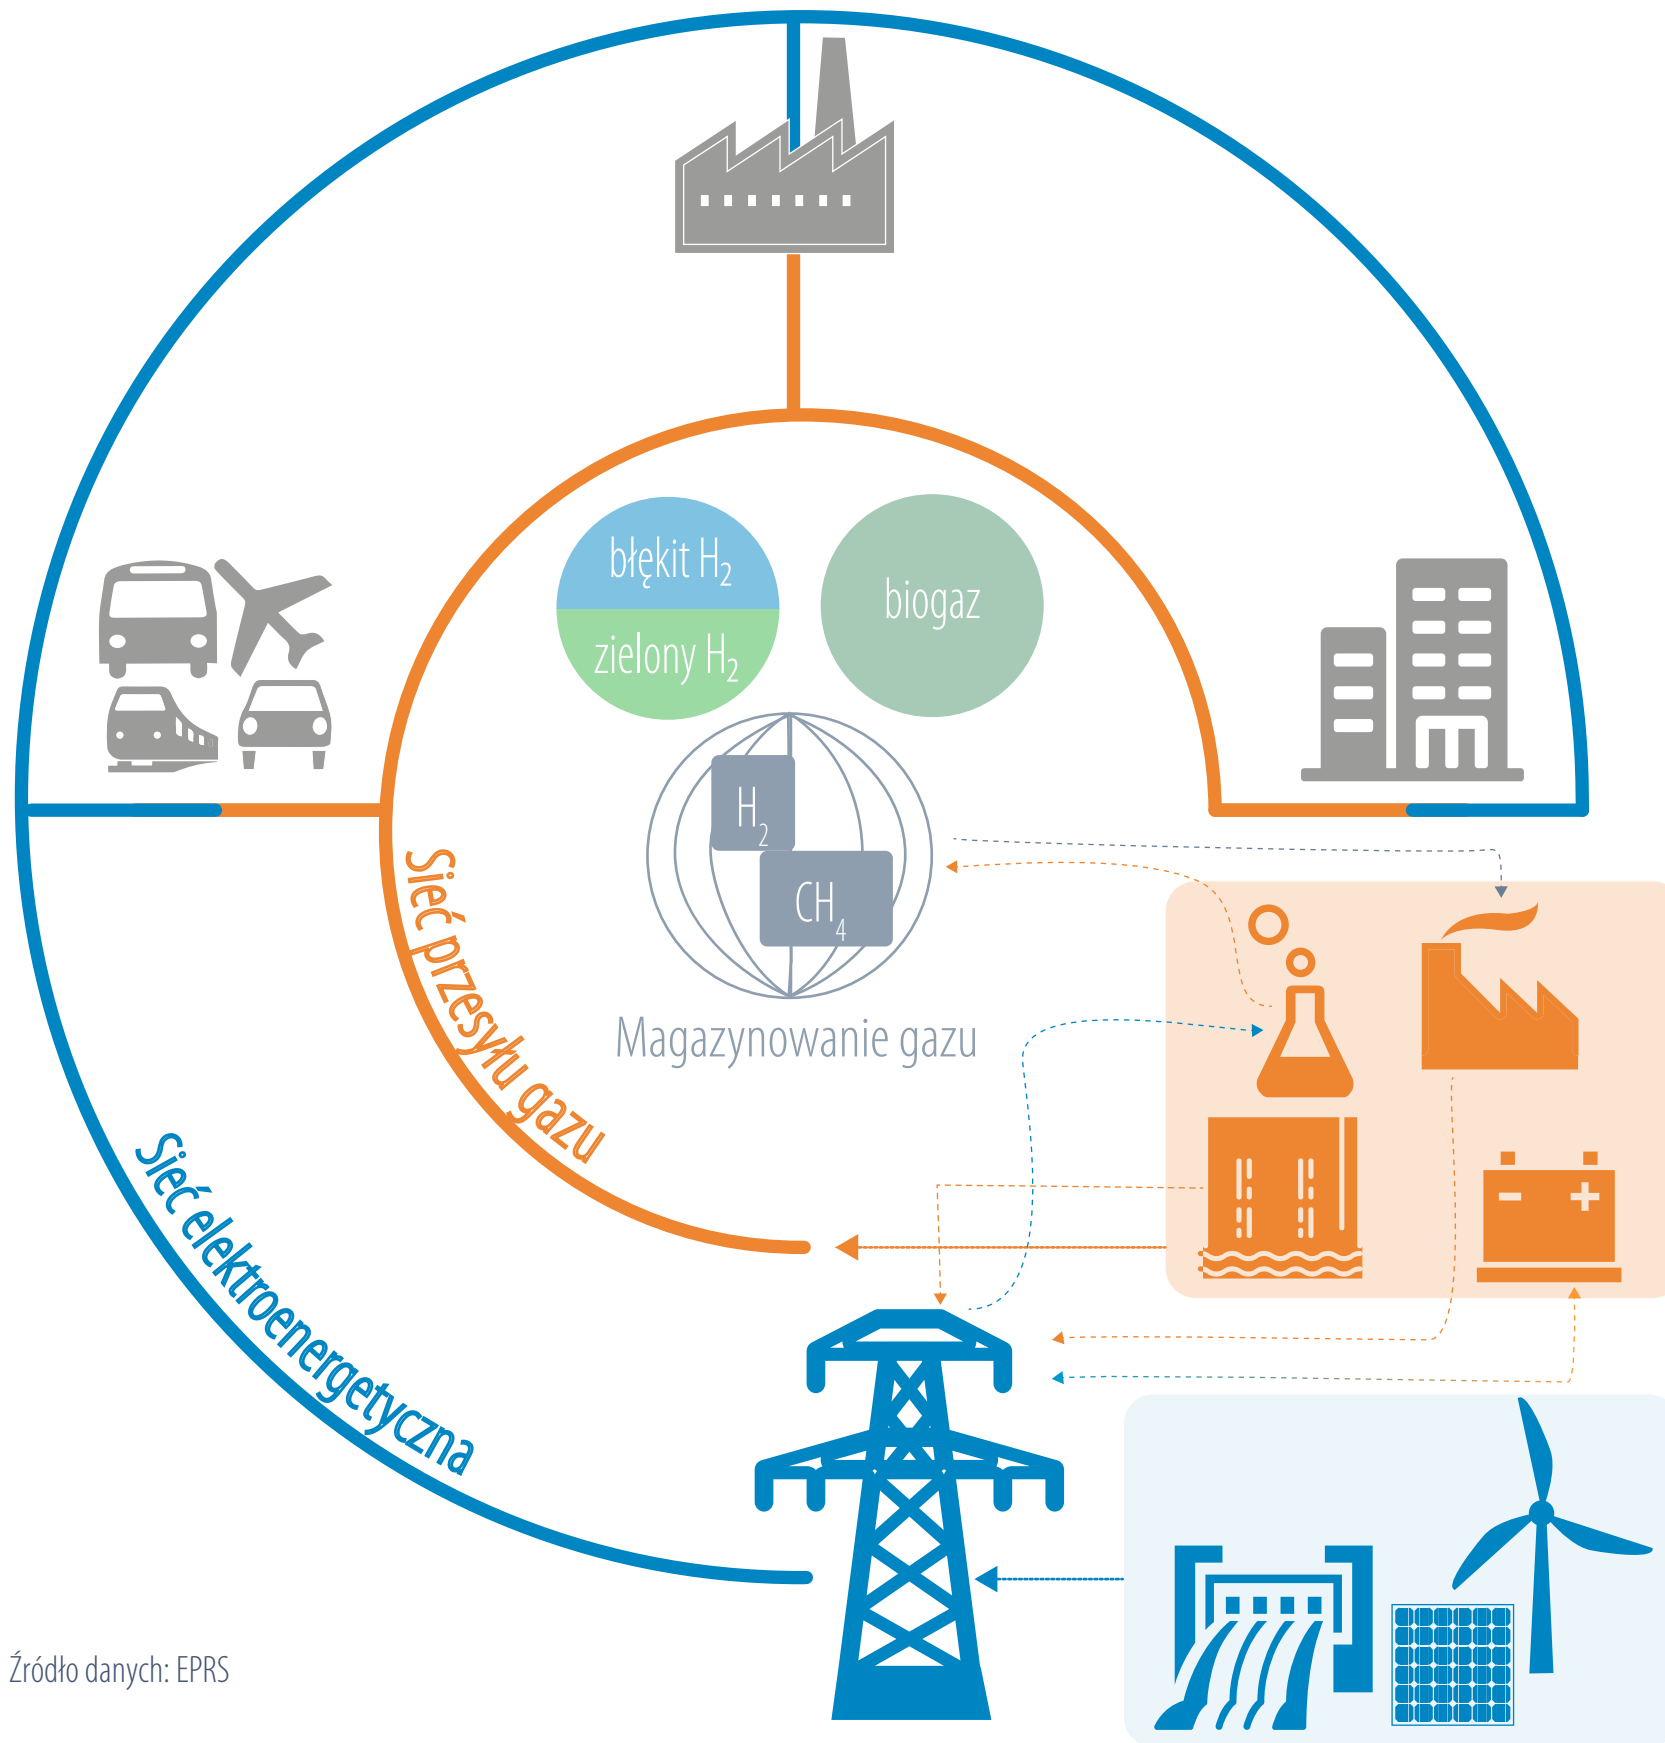 błękit H₂
zielony H₂
biogaz
H₂
CH₄
Magazynowanie gazu
Sieć przesyłu gazu
Sieć elektroenergetyczna
Źródło danych: EPRS